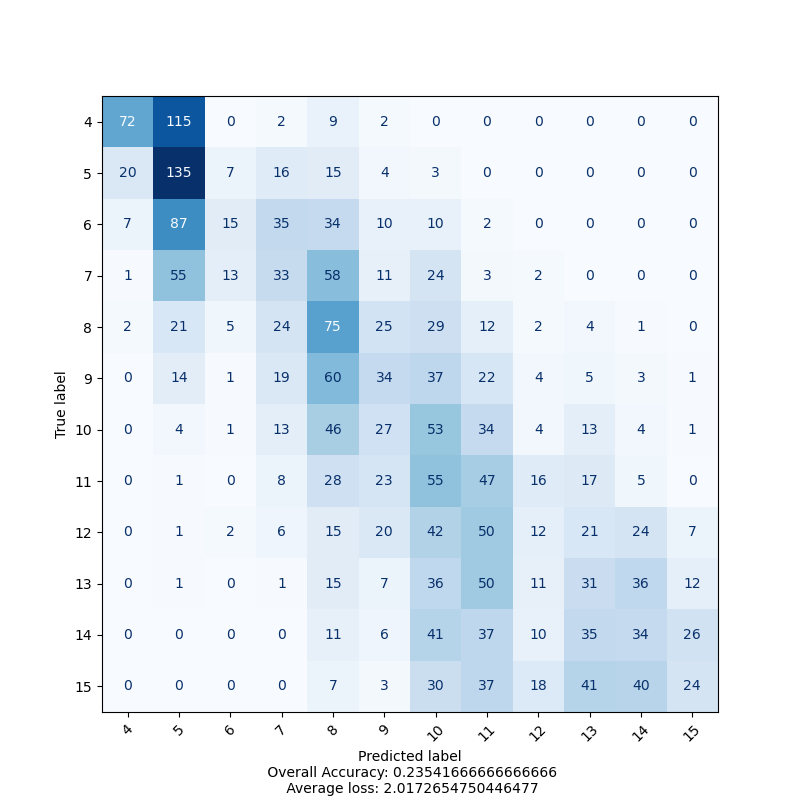 4 72 115 0 2 9 2 0 0 0 0 0 0
5 20 135 7 16 15 4 3 0 0 0 0 0
6 7 87 15 35 34 10 10 2 0 0 0 0
7 1 55 13 33 58 11 24 3 2 0 0 0
8 2 21 5 24 75 25 29 12 2 4 1 0
9 0 14 1 19 60 34 37 22 4 5 3 1
True label
10 0 4 1 13 46 27 53 34 4 13 4 1
11 0 1 0 8 28 23 55 47 16 17 5 0
12 0 1 2 6 15 20 42 50 12 21 24 7
13 0 1 0 1 15 7 36 50 11 31 36 12
14 0 0 0 0 11 6 41 37 10 35 34 26
15 0 0 0 0 7 3 30 37 18 41 40 24
4 5 6 7 8 9 10 11 12 13 14 15
Predicted label
Overall Accuracy: 0.23541666666666666
Average loss: 2.0172654750446477